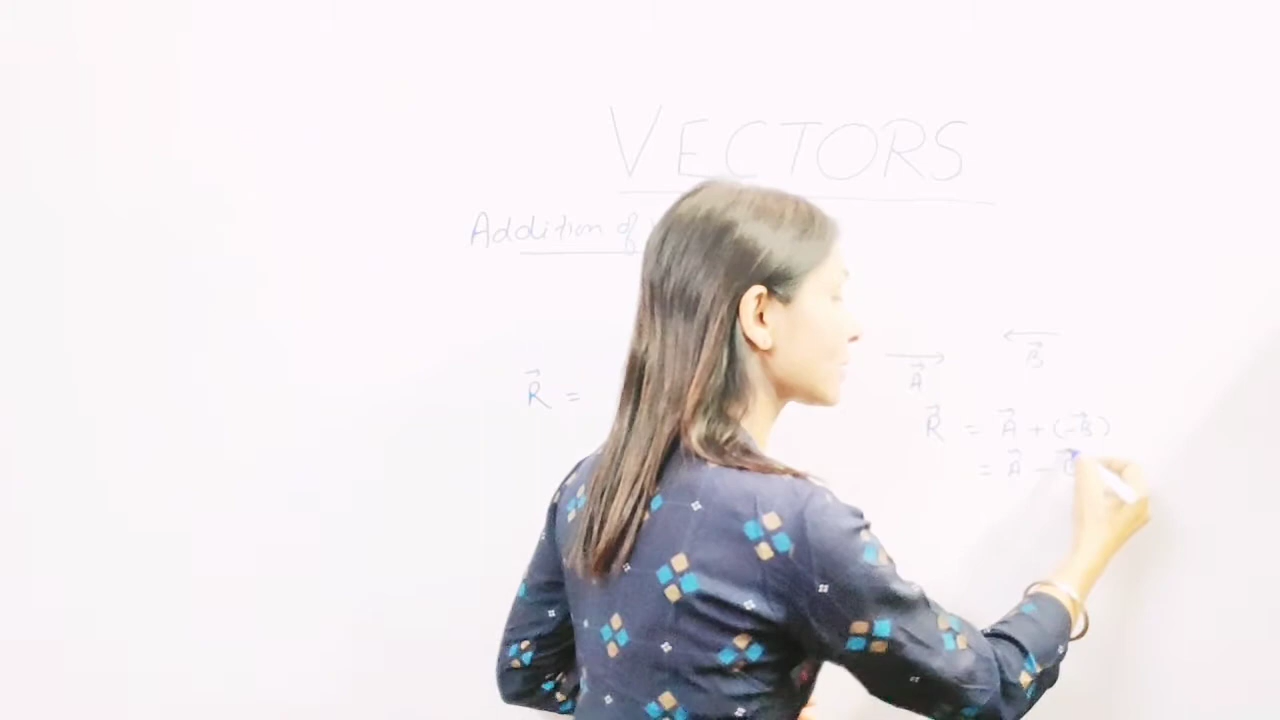 VECTORS
Addition of
A⃗
B⃗
R⃗ =
R⃗ = A⃗ + (-B⃗)
= A⃗ - B⃗